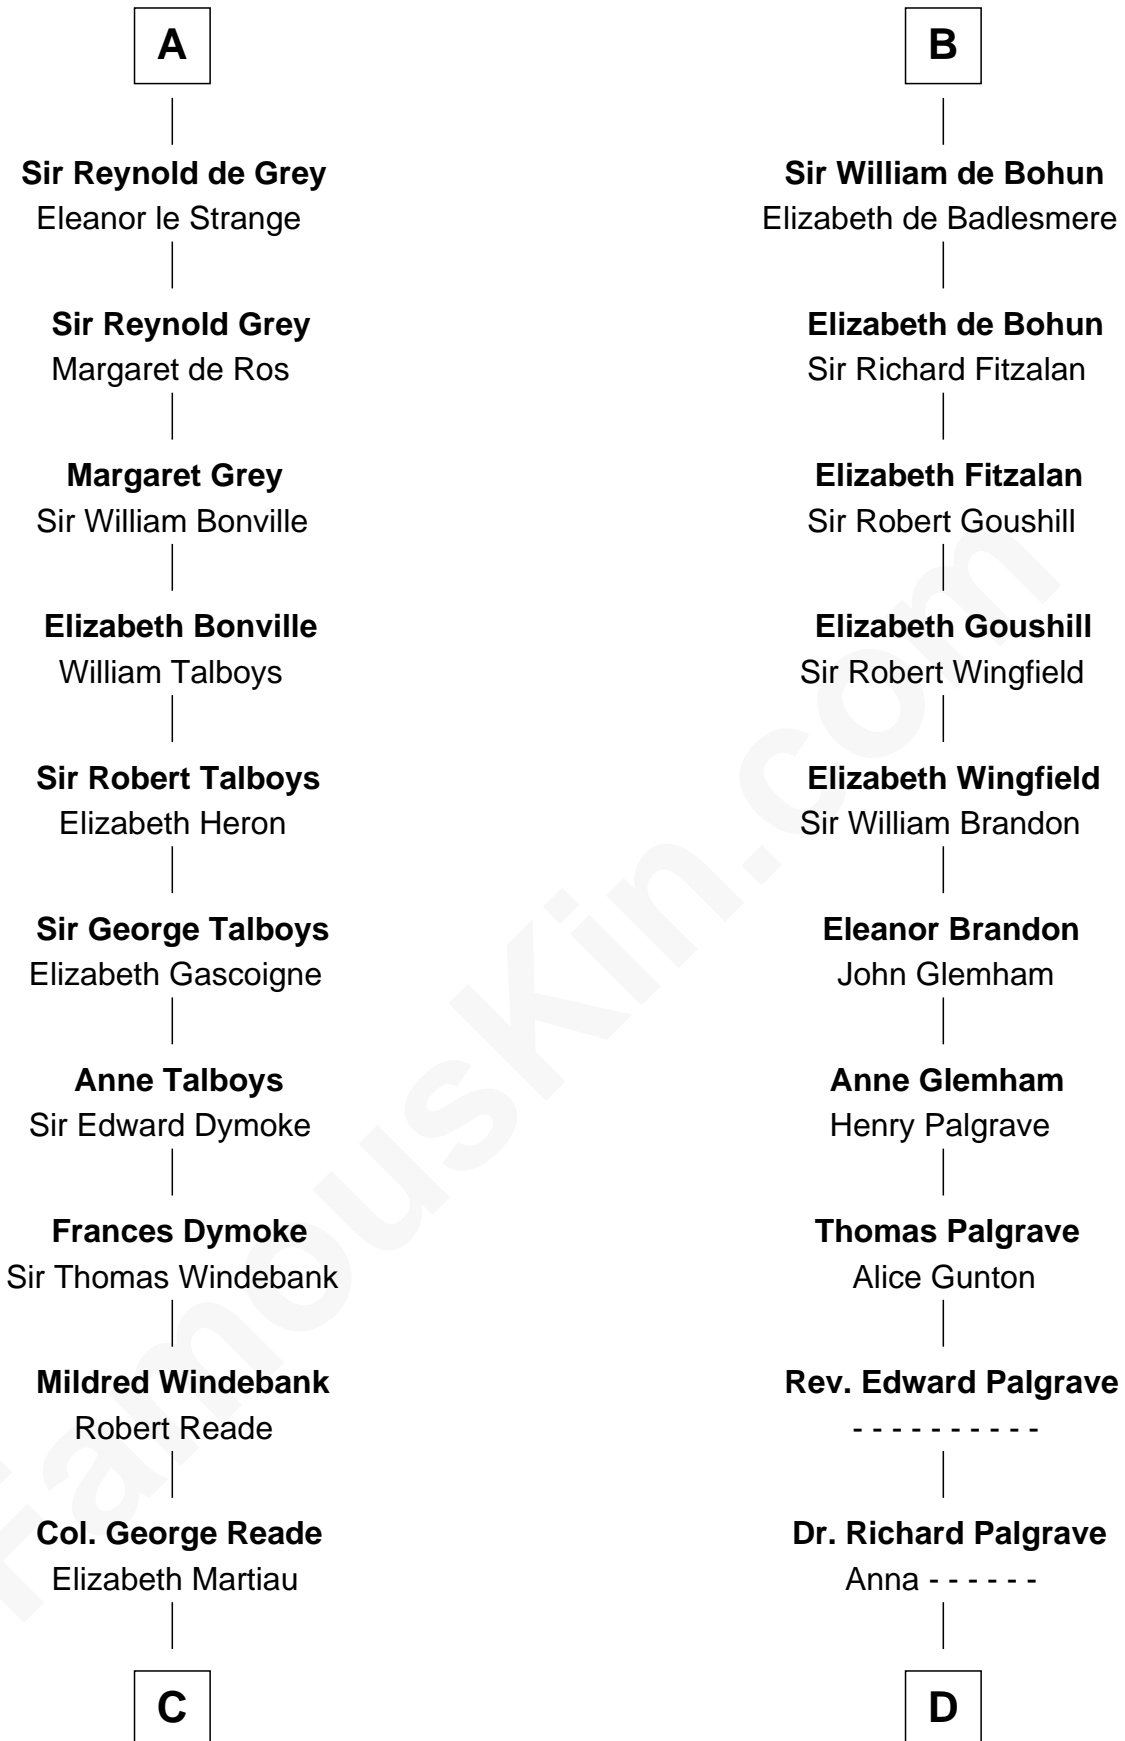 A
Sir Reynold de Grey
Eleanor le Strange
Sir Reynold Grey
Margaret de Ros
Margaret Grey
Sir William Bonville
Elizabeth Bonville
William Talboys
Sir Robert Talboys
Elizabeth Heron
Sir George Talboys
Elizabeth Gascoigne
Anne Talboys
Sir Edward Dymoke
Frances Dymoke
Sir Thomas Windebank
Mildred Windebank
Robert Reade
Col. George Reade
Elizabeth Martiau
C
B
Sir William de Bohun
Elizabeth de Badlesmere
Elizabeth de Bohun
Sir Richard Fitzalan
Elizabeth Fitzalan
Sir Robert Goushill
Elizabeth Goushill
Sir Robert Wingfield
Elizabeth Wingfield
Sir William Brandon
Eleanor Brandon
John Glemham
Anne Glemham
Henry Palgrave
Thomas Palgrave
Alice Gunton
Rev. Edward Palgrave
- - - - - - - - - -
Dr. Richard Palgrave
Anna - - - - - -
D
FamousKin.com